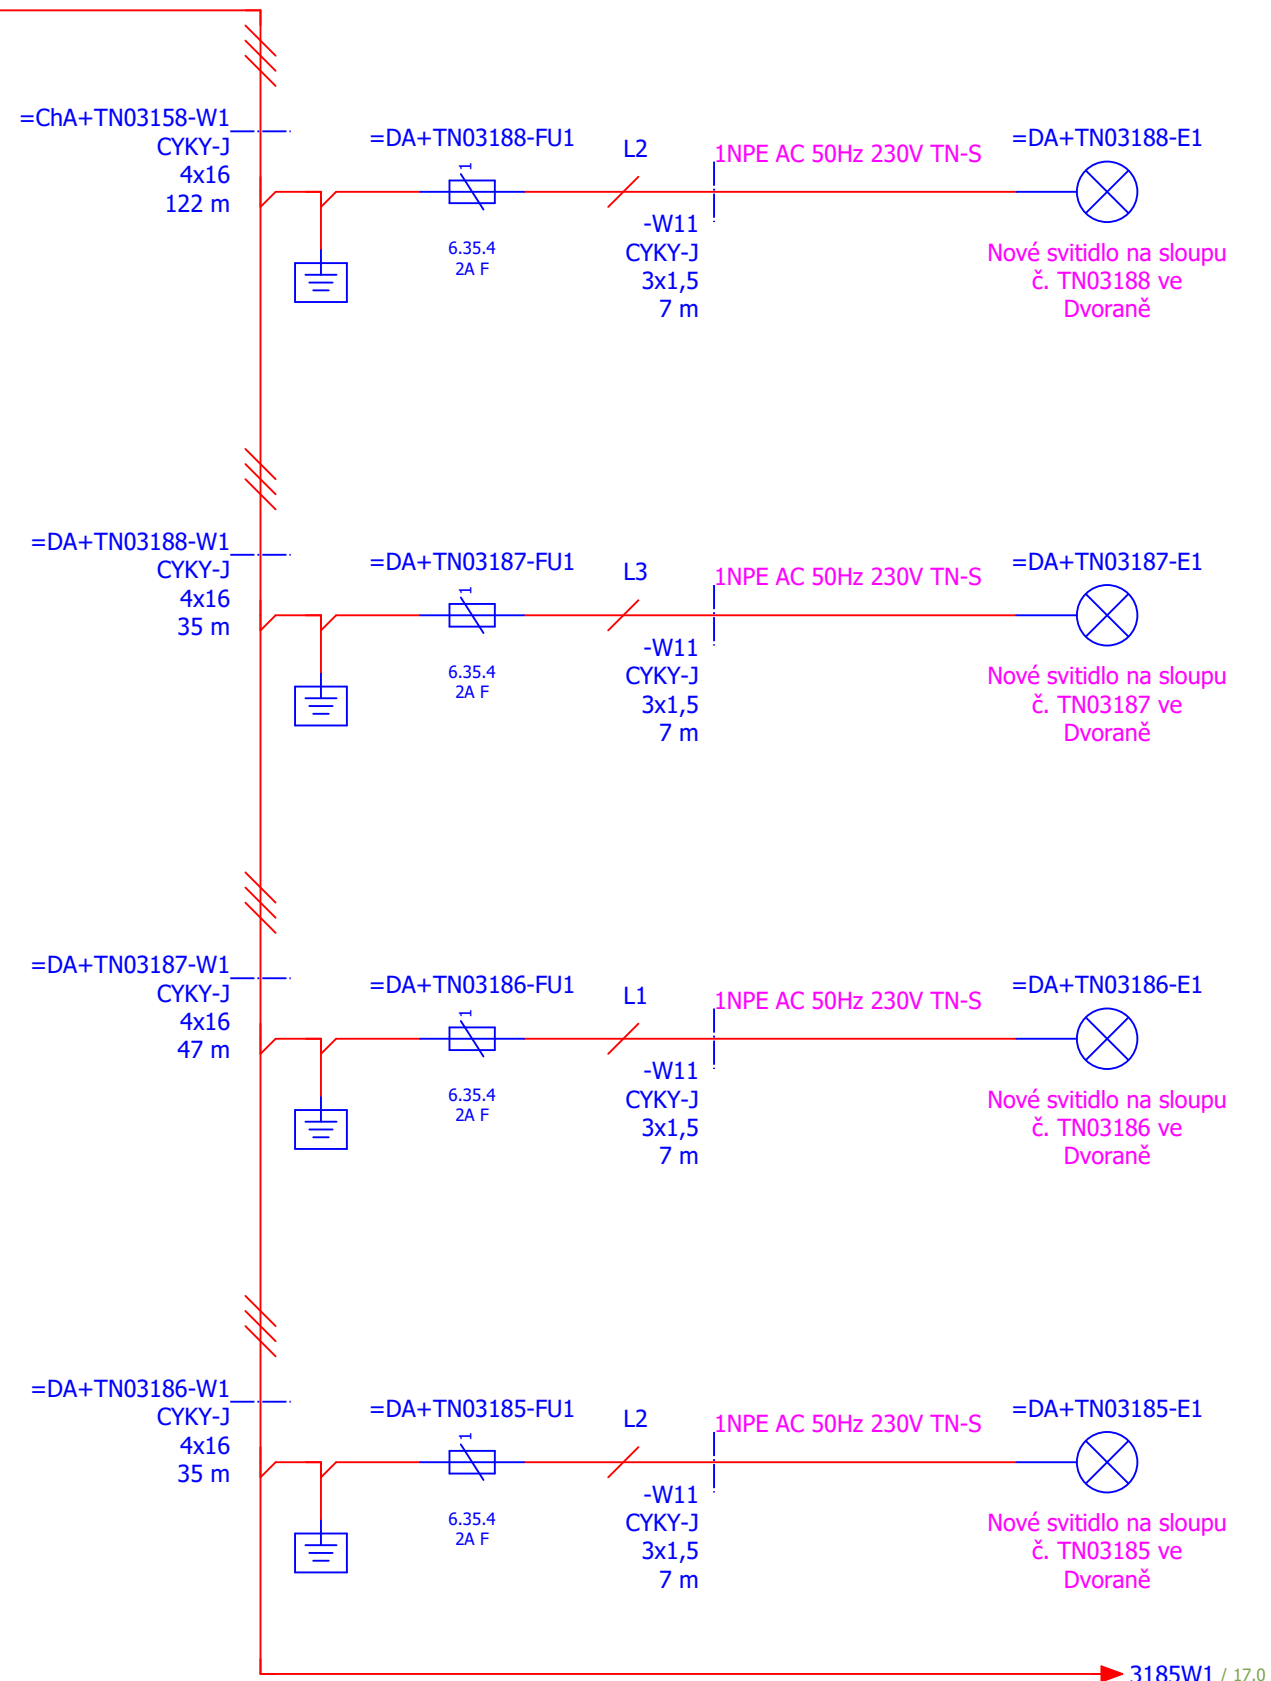 =ChA+TN03158-W1
CYKY-J
4x16
122 m
=DA+TN03188-FU1
1
6.35.4
2A F
L2
1NPE AC 50Hz 230V TN-S
-W11
CYKY-J
3x1,5
7 m
=DA+TN03188-E1
Nové svitidlo na sloupu
č. TN03188 ve
Dvoraně
=DA+TN03188-W1
CYKY-J
4x16
35 m
=DA+TN03187-FU1
1
6.35.4
2A F
L3
1NPE AC 50Hz 230V TN-S
-W11
CYKY-J
3x1,5
7 m
=DA+TN03187-E1
Nové svitidlo na sloupu
č. TN03187 ve
Dvoraně
=DA+TN03187-W1
CYKY-J
4x16
47 m
=DA+TN03186-FU1
1
6.35.4
2A F
L1
1NPE AC 50Hz 230V TN-S
-W11
CYKY-J
3x1,5
7 m
=DA+TN03186-E1
Nové svitidlo na sloupu
č. TN03186 ve
Dvoraně
=DA+TN03186-W1
CYKY-J
4x16
35 m
=DA+TN03185-FU1
1
6.35.4
2A F
L2
1NPE AC 50Hz 230V TN-S
-W11
CYKY-J
3x1,5
7 m
=DA+TN03185-E1
Nové svitidlo na sloupu
č. TN03185 ve
Dvoraně
3185W1 / 17.0